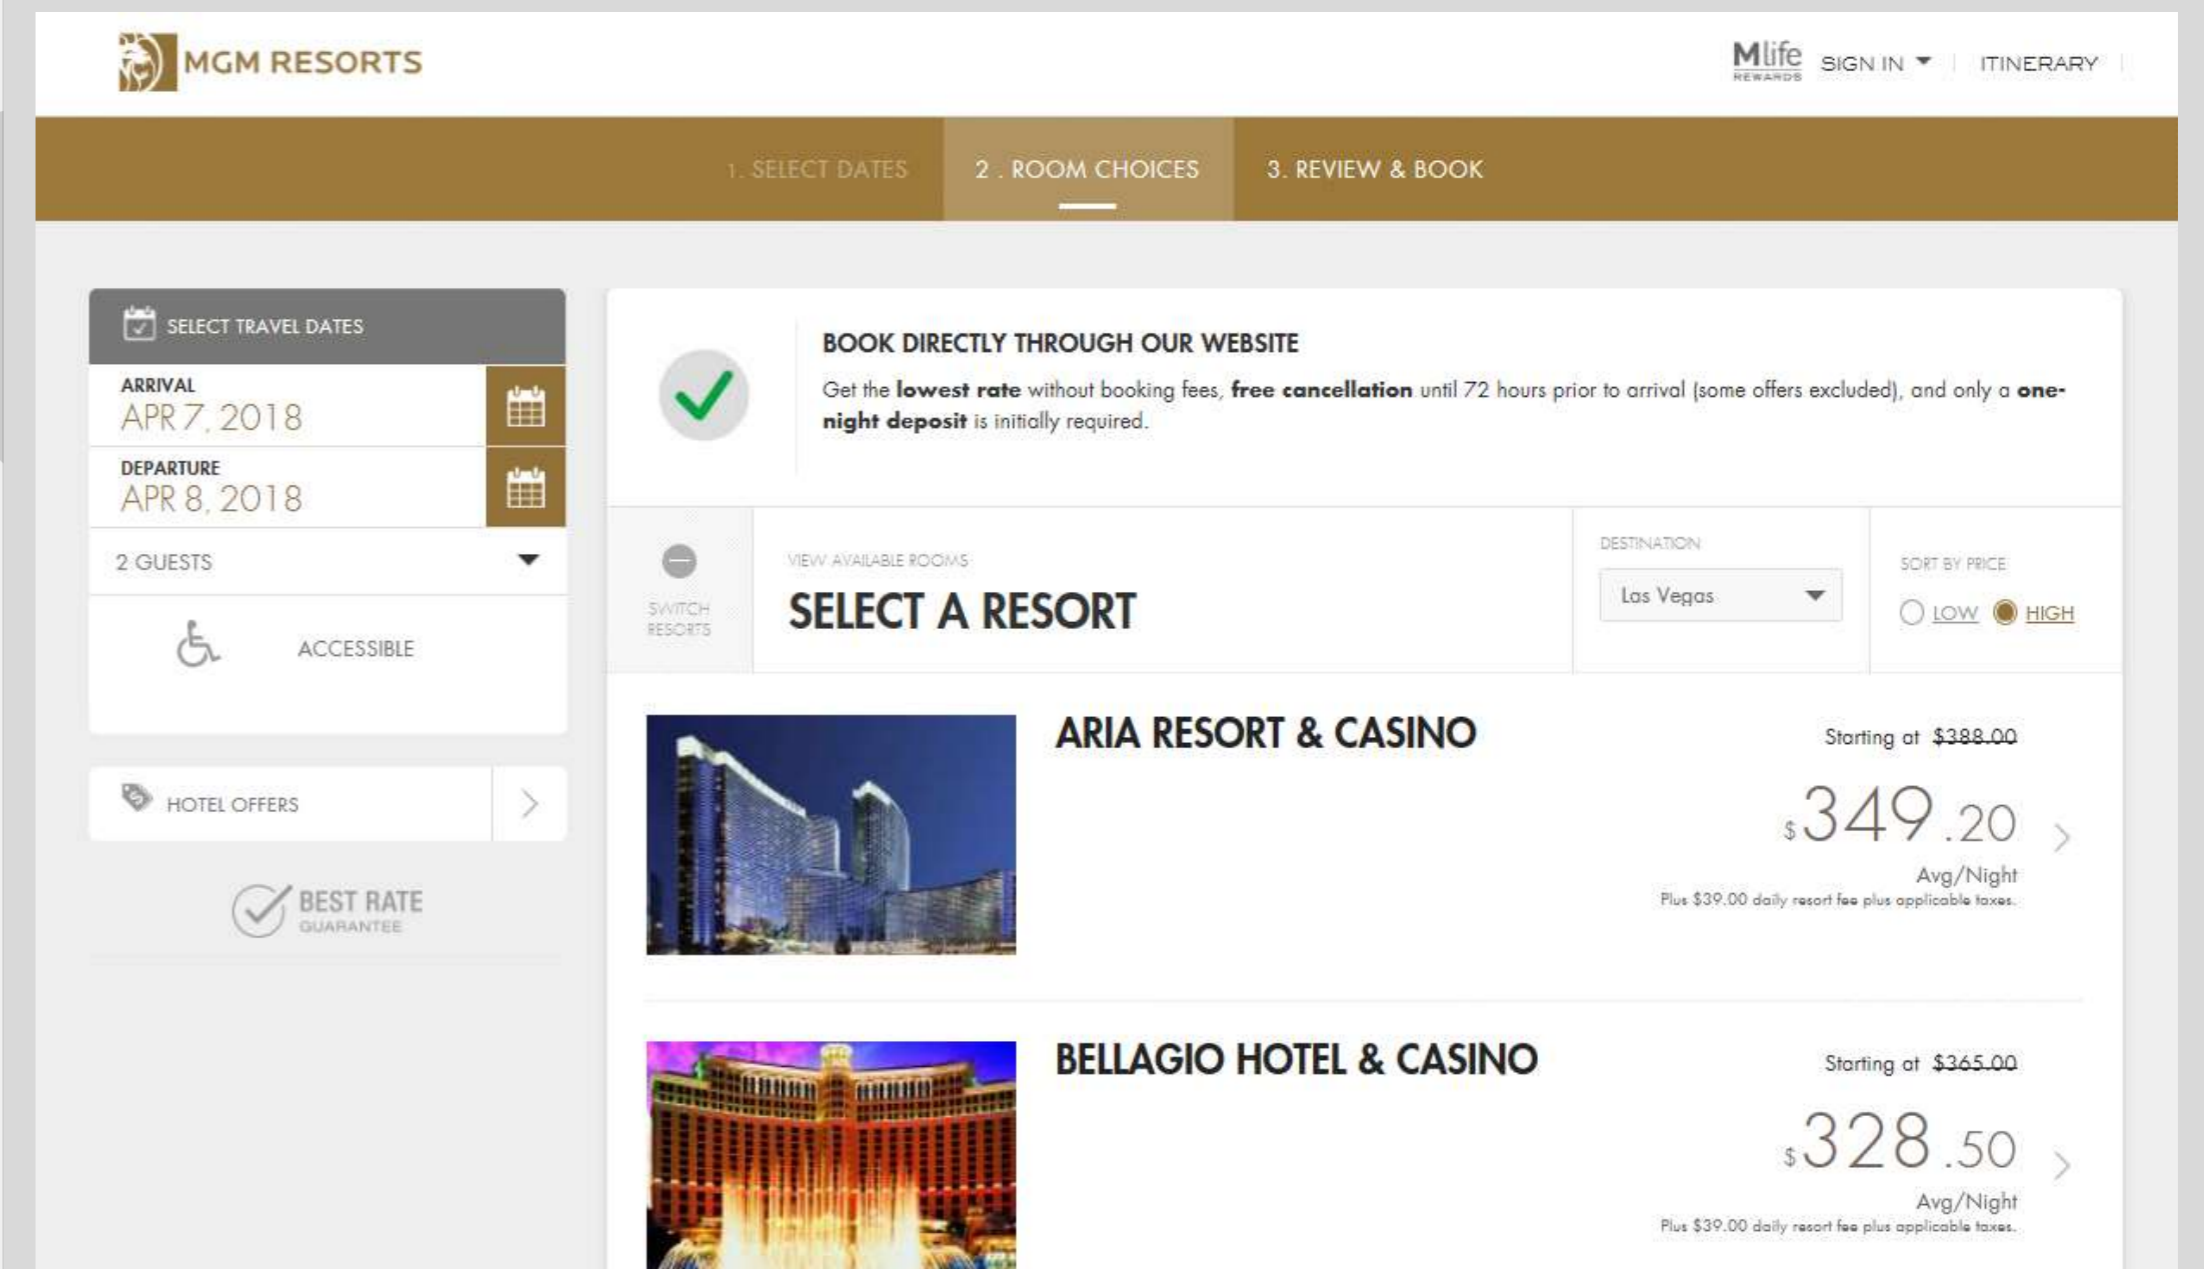 MGM RESORTS
Mlife
REWARDS
SIGN IN
ITINERARY
1. SELECT DATES
2 . ROOM CHOICES
3. REVIEW & BOOK
SELECT TRAVEL DATES
ARRIVAL
APR 7, 2018
DEPARTURE
APR 8, 2018
2 GUESTS
ACCESSIBLE
HOTEL OFFERS
BEST RATE
GUARANTEE
BOOK DIRECTLY THROUGH OUR WEBSITE
Get the lowest rate without booking fees, free cancellation until 72 hours prior to arrival (some offers excluded), and only a one-
night deposit is initially required.
SWITCH
RESORTS
VIEW AVAILABLE ROOMS
SELECT A RESORT
DESTINATION
Las Vegas
SORT BY PRICE
LOW HIGH
ARIA RESORT & CASINO
Starting at $388.00
$349.20
Avg/Night
Plus $39.00 daily resort fee plus applicable taxes.
BELLAGIO HOTEL & CASINO
Starting at $365.00
$328.50
Avg/Night
Plus $39.00 daily resort fee plus applicable taxes.